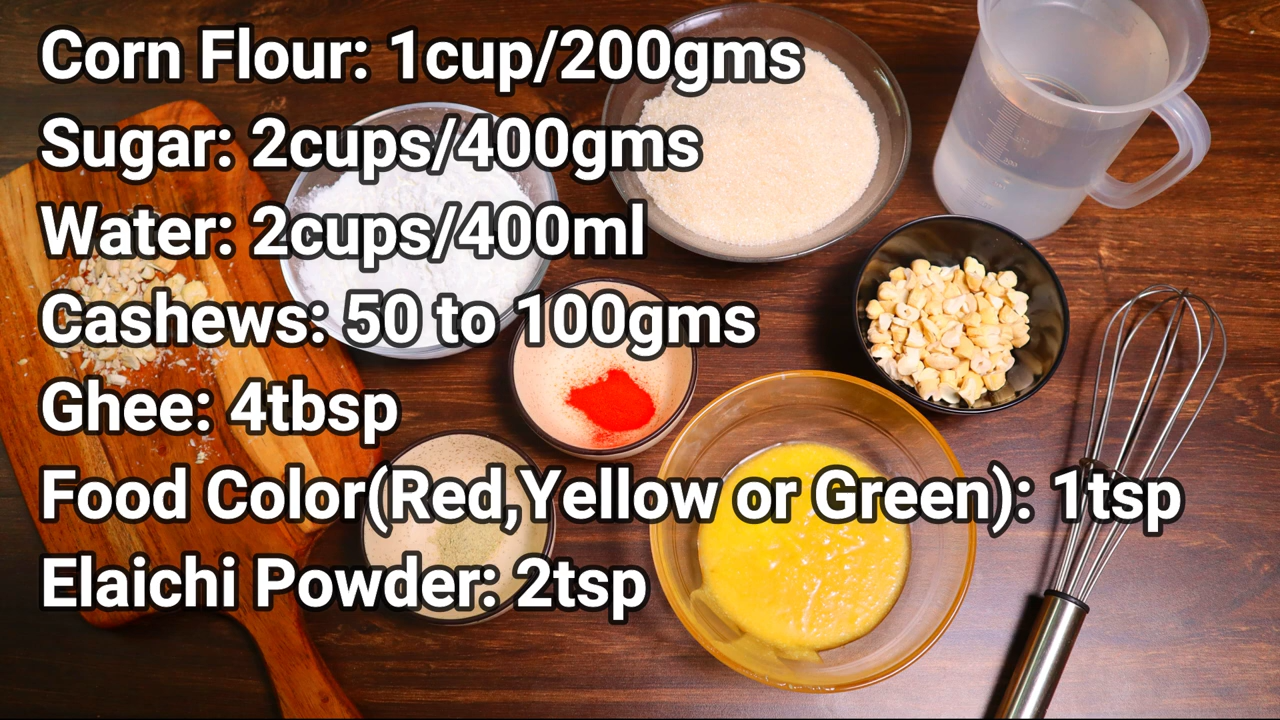 Corn Flour: 1cup/200gms
Sugar: 2cups/400gms
Water: 2cups/400ml
Cashews: 50 to 100gms
Ghee: 4tbsp
Food Color(Red,Yellow or Green): 1tsp
Elaichi Powder: 2tsp